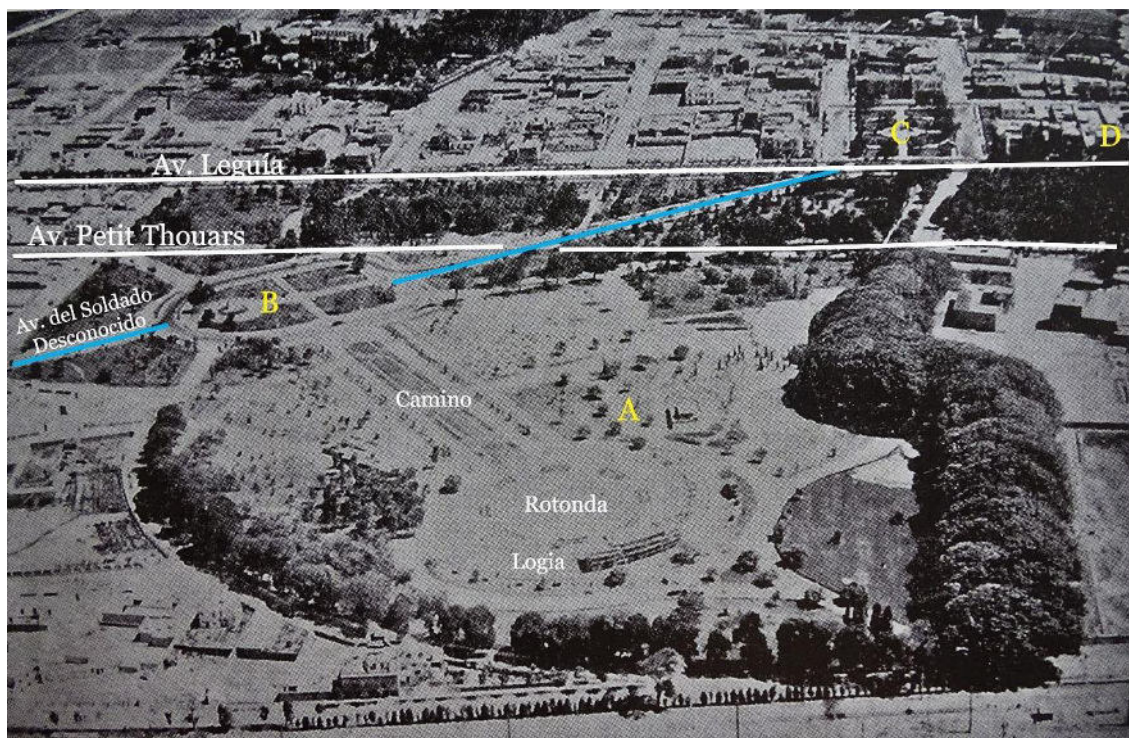 C
D
Av. Leguía
Av. Petit Thouars
B
Av. del Soldado
Desconocido
Camino
A
Rotonda
Logia